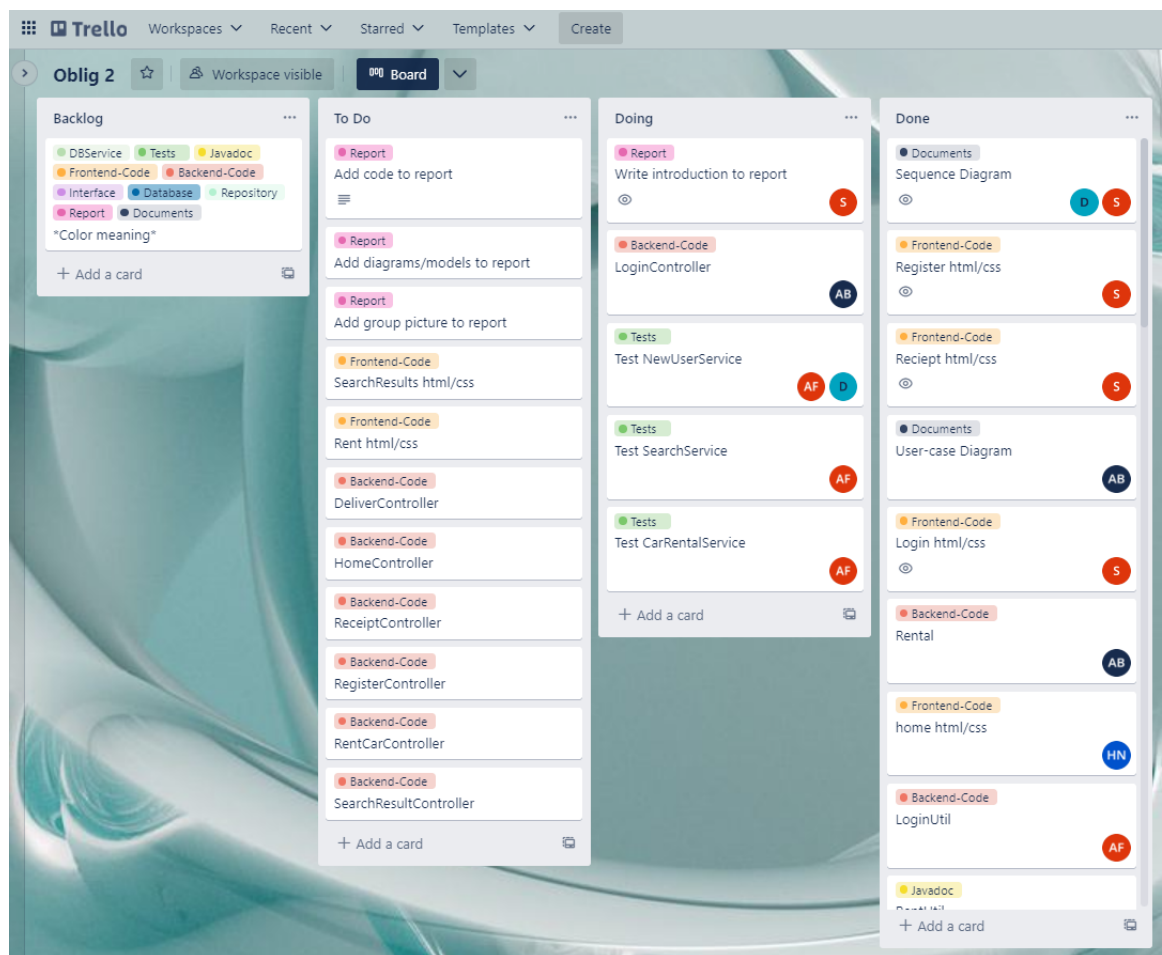 Trello Workspaces Recent Starred Templates Create
Oblig 2 Workspace visible Board
Backlog
DBService Tests Javadoc
Frontend-Code Backend-Code
Interface Database Repository
Report Documents
*Color meaning*
+ Add a card
To Do
Report
Add code to report
Report
Add diagrams/models to report
Report
Add group picture to report
Frontend-Code
SearchResults html/css
Frontend-Code
Rent html/css
Backend-Code
DeliverController
Backend-Code
HomeController
Backend-Code
ReceiptController
Backend-Code
RegisterController
Backend-Code
RentCarController
Backend-Code
SearchResultController
+ Add a card
Doing
Report
Write introduction to report
S
Backend-Code
LoginController
AB
Tests
Test NewUserService
AF D
Tests
Test SearchService
AF
Tests
Test CarRentalService
AF
+ Add a card
Done
Documents
Sequence Diagram
D S
Frontend-Code
Register html/css
S
Frontend-Code
Reciept html/css
S
Documents
User-case Diagram
AB
Frontend-Code
Login html/css
S
Backend-Code
Rental
AB
Frontend-Code
home html/css
HN
Backend-Code
LoginUtil
AF
Javadoc
+ Add a card